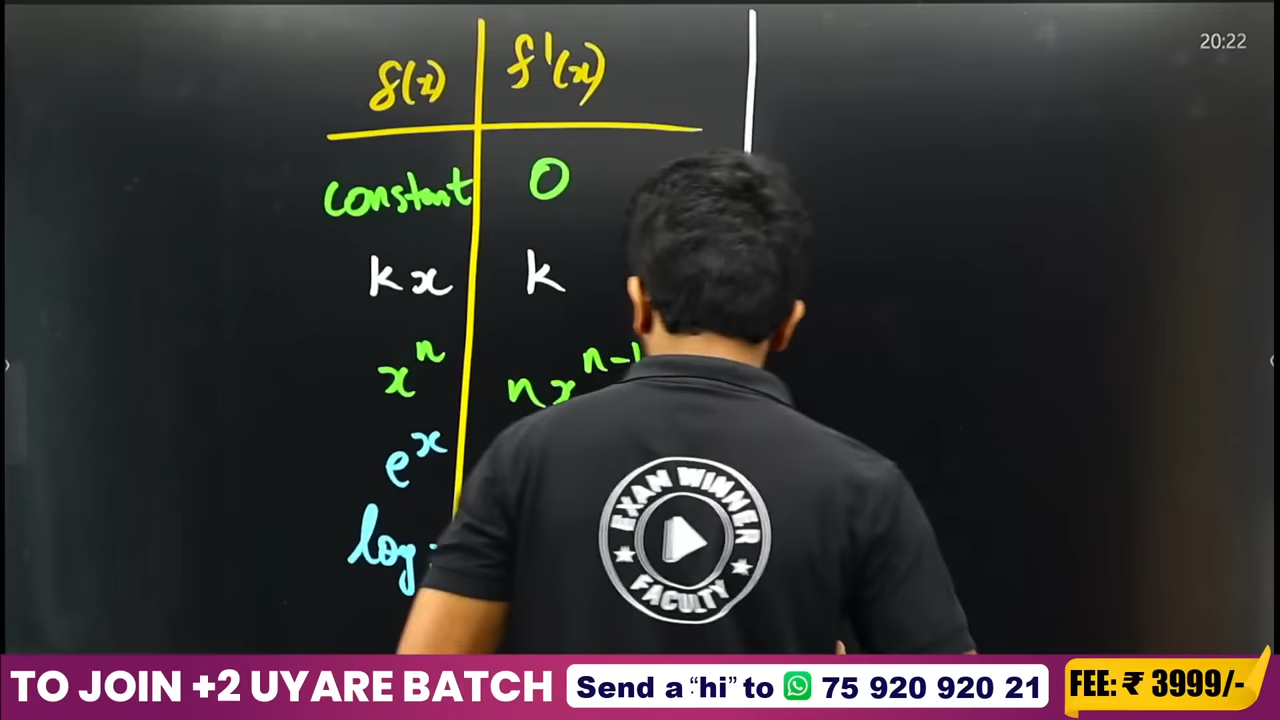 20:22
f(x) f'(x)
constant 0
kx k
x^n nx^n-1
e^x
log
EXAM WINNER
FACULTY
TO JOIN +2 UYARE BATCH
Send a “hi” to 75 920 920 21
FEE: ₹ 3999/-